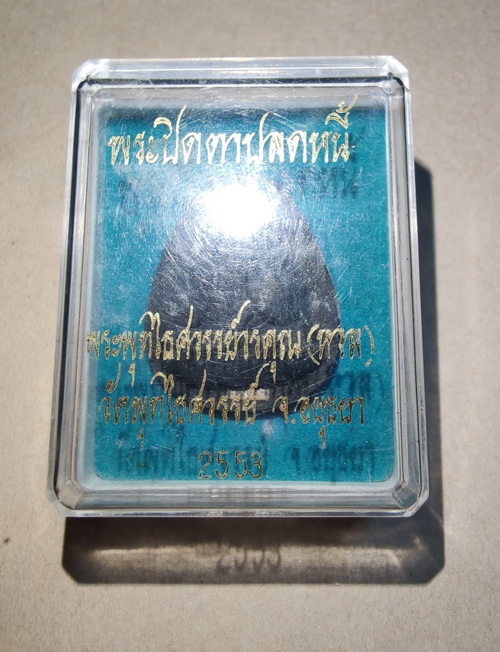 พระปิดตาปลดหนี้
พระพุทไธศวรรย์วรคุณ (หวล)
วัดพุทไธศวรรย์ จ.อยุธยา
2553